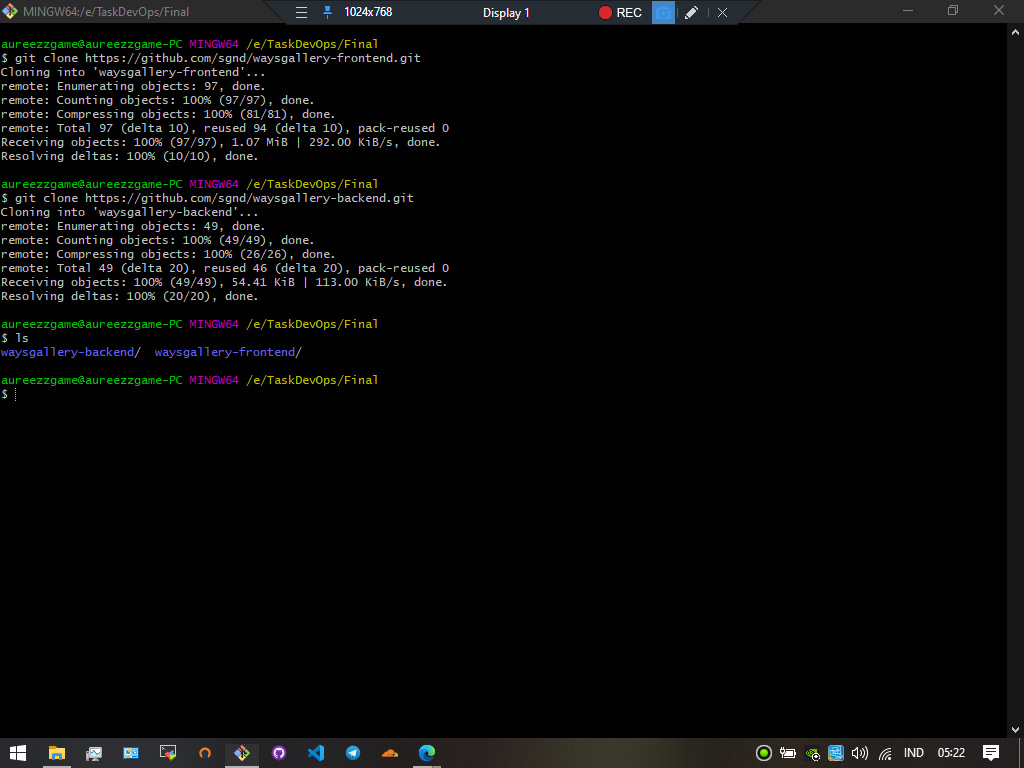 MINGW64:/e/TaskDevOps/Final
1024x768
Display 1
REC
aureezzgame@aureezzgame-PC MINGW64 /e/TaskDevOps/Final
$ git clone https://github.com/sgnd/waysgallery-frontend.git
Cloning into 'waysgallery-frontend'...
remote: Enumerating objects: 97, done.
remote: Counting objects: 100% (97/97), done.
remote: Compressing objects: 100% (81/81), done.
remote: Total 97 (delta 10), reused 94 (delta 10), pack-reused 0
Receiving objects: 100% (97/97), 1.07 MiB | 292.00 KiB/s, done.
Resolving deltas: 100% (10/10), done.
aureezzgame@aureezzgame-PC MINGW64 /e/TaskDevOps/Final
$ git clone https://github.com/sgnd/waysgallery-backend.git
Cloning into 'waysgallery-backend'...
remote: Enumerating objects: 49, done.
remote: Counting objects: 100% (49/49), done.
remote: Compressing objects: 100% (26/26), done.
remote: Total 49 (delta 20), reused 46 (delta 20), pack-reused 0
Receiving objects: 100% (49/49), 54.41 KiB | 113.00 KiB/s, done.
Resolving deltas: 100% (20/20), done.
aureezzgame@aureezzgame-PC MINGW64 /e/TaskDevOps/Final
$ ls
waysgallery-backend/  waysgallery-frontend/
aureezzgame@aureezzgame-PC MINGW64 /e/TaskDevOps/Final
$
IND
05:22